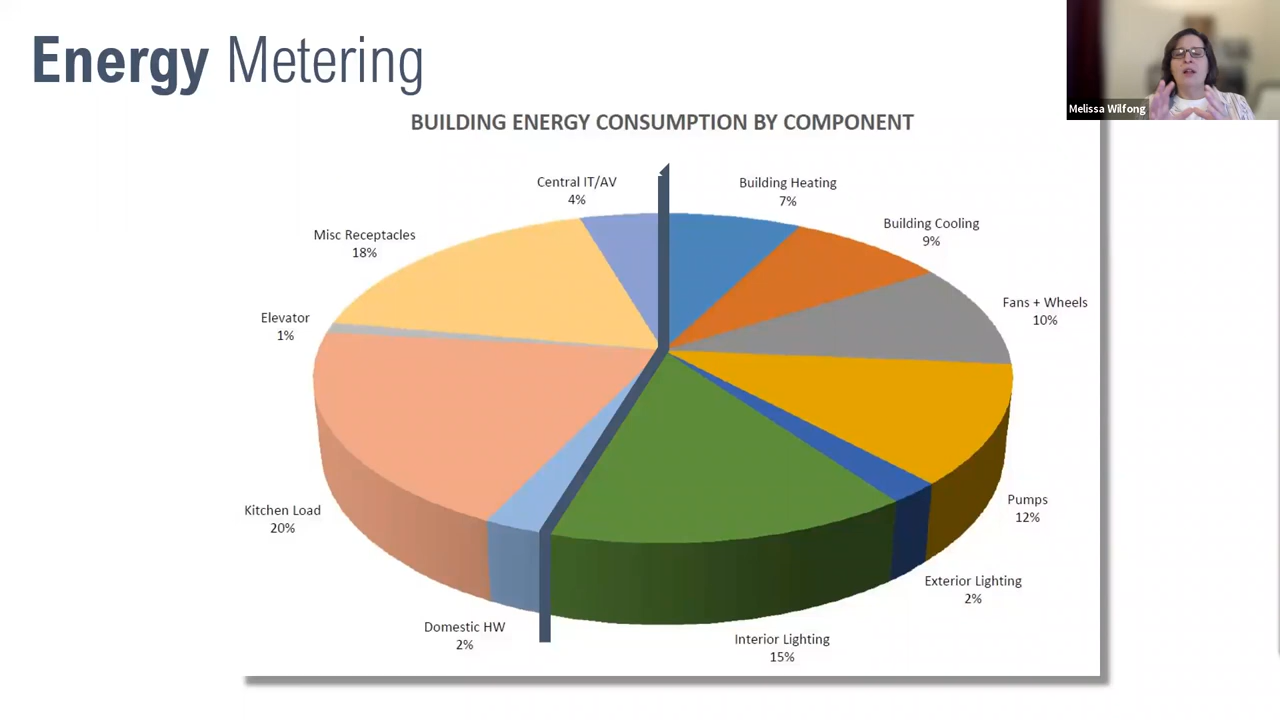 Energy Metering
Melissa Wilfong
BUILDING ENERGY CONSUMPTION BY COMPONENT
Central IT/AV
4%
Building Heating
7%
Building Cooling
9%
Misc Receptacles
18%
Fans + Wheels
10%
Elevator
1%
Pumps
12%
Kitchen Load
20%
Exterior Lighting
2%
Domestic HW
2%
Interior Lighting
15%